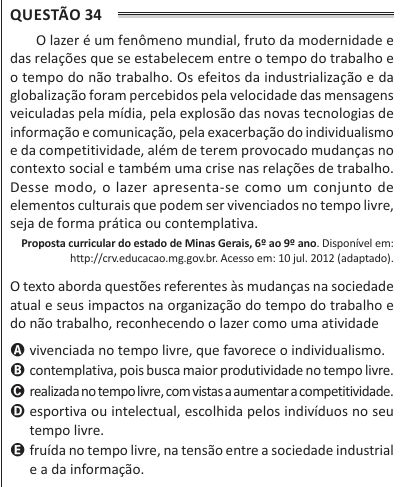 QUESTÃO 34
O lazer é um fenômeno mundial, fruto da modernidade e
das relações que se estabelecem entre o tempo do trabalho e
o tempo do não trabalho. Os efeitos da industrialização e da
globalização foram percebidos pela velocidade das mensagens
veiculadas pela mídia, pela explosão das novas tecnologias de
informação e comunicação, pela exacerbação do individualismo
e da competitividade, além de terem provocado mudanças no
contexto social e também uma crise nas relações de trabalho.
Desse modo, o lazer apresenta-se como um conjunto de
elementos culturais que podem ser vivenciados no tempo livre,
seja de forma prática ou contemplativa.
Proposta curricular do estado de Minas Gerais, 6º ao 9º ano. Disponível em:
http://crv.educacao.mg.gov.br. Acesso em: 10 jul. 2012 (adaptado).
O texto aborda questões referentes às mudanças na sociedade
atual e seus impactos na organização do tempo do trabalho e
do não trabalho, reconhecendo o lazer como uma atividade
A vivenciada no tempo livre, que favorece o individualismo.
B contemplativa, pois busca maior produtividade no tempo livre.
C realizada no tempo livre, com vistas a aumentar a competitividade.
D esportiva ou intelectual, escolhida pelos indivíduos no seu
tempo livre.
E fruída no tempo livre, na tensão entre a sociedade industrial
e a da informação.